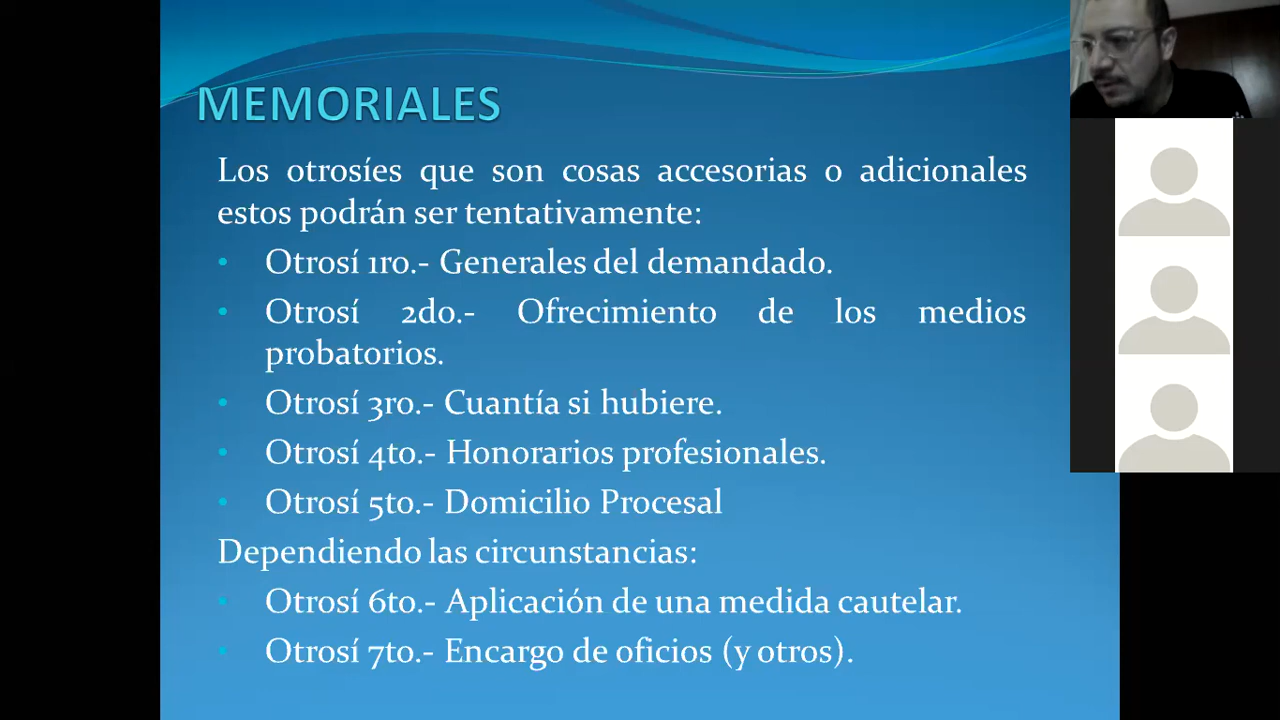 MEMORIALES
Los otrosíes que son cosas accesorias o adicionales
estos podrán ser tentativamente:
• Otrosí 1ro.- Generales del demandado.
• Otrosí 2do.- Ofrecimiento de los medios
probatorios.
• Otrosí 3ro.- Cuantía si hubiere.
• Otrosí 4to.- Honorarios profesionales.
• Otrosí 5to.- Domicilio Procesal
Dependiendo las circunstancias:
• Otrosí 6to.- Aplicación de una medida cautelar.
• Otrosí 7to.- Encargo de oficios (y otros).